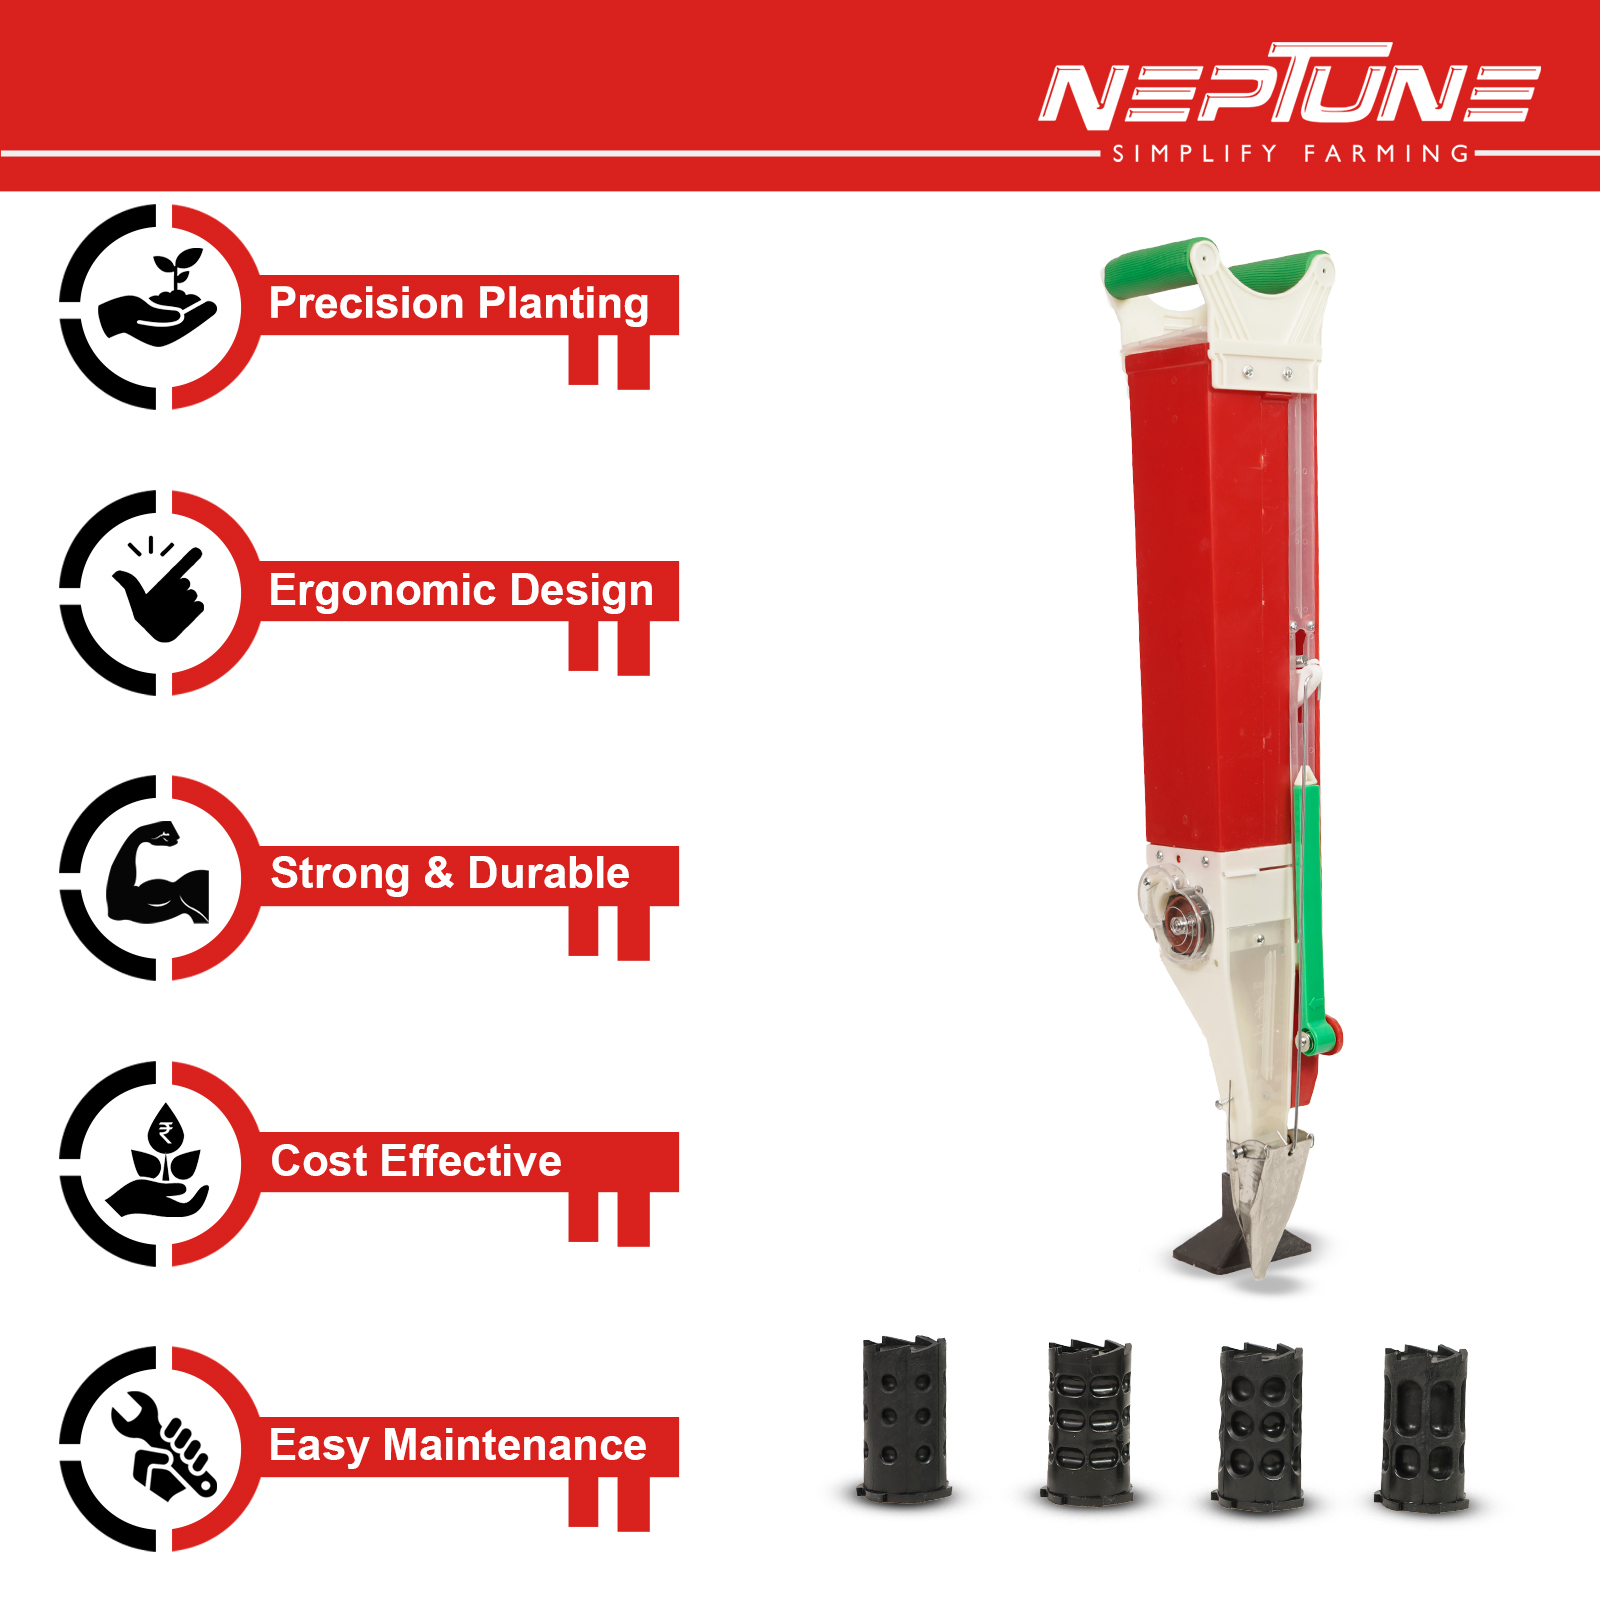 NEPTUNE
SIMPLIFY FARMING
Precision Planting
Ergonomic Design
Strong & Durable
₹
Cost Effective
Easy Maintenance